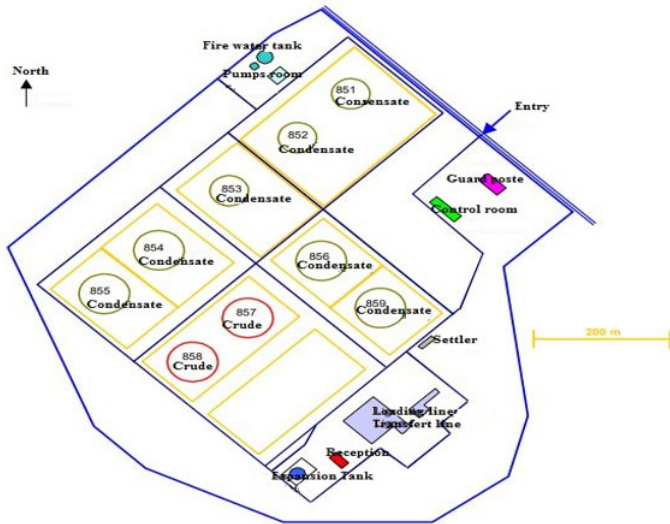 Fire water tank
North
Pumps room
851
Condensate
Entry
852
Condensate
Guard poste
853
Condensate
Control room
854
Condensate
856
Condensate
855
Condensate
859
Condensate
857
Crude
200 m
Settler
858
Crude
Loading line
Transfert line
Reception
Expansion Tank